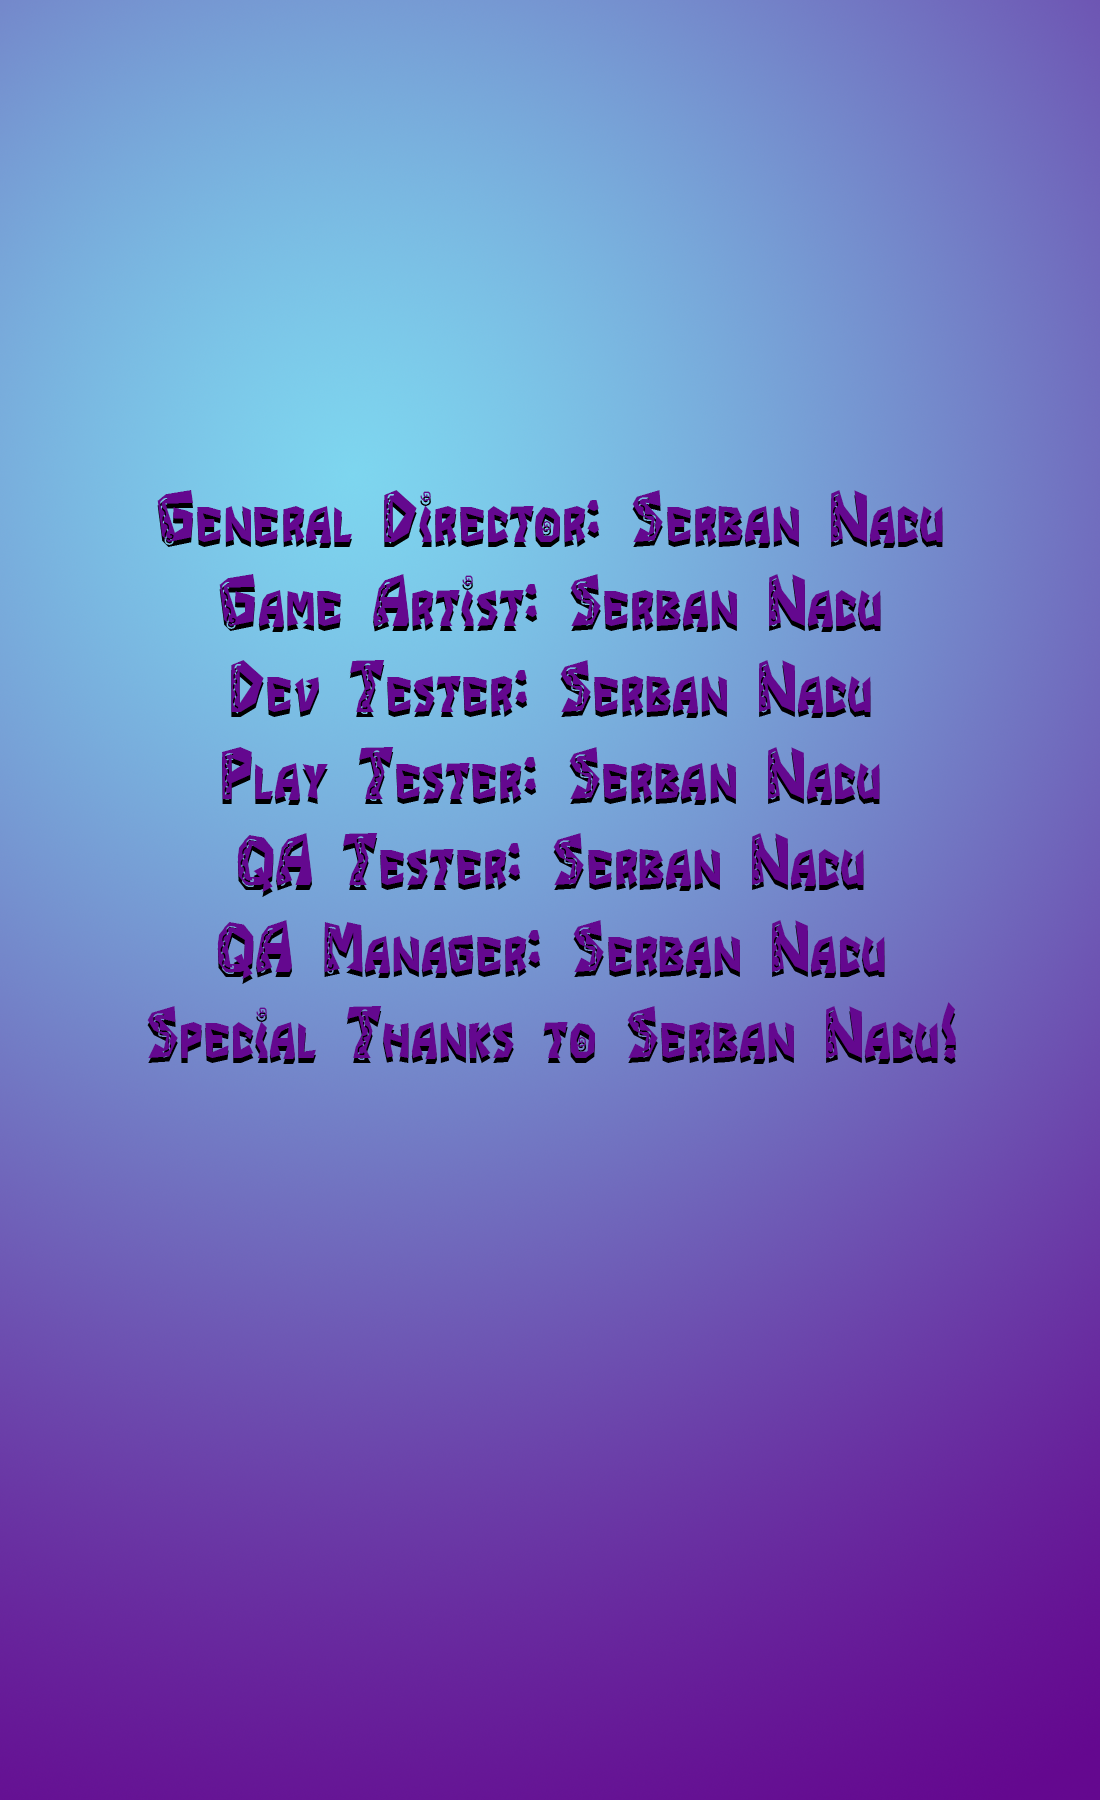 General Director: Serban Nacu
Game Artist: Serban Nacu
Dev Tester: Serban Nacu
Play Tester: Serban Nacu
QA Tester: Serban Nacu
QA Manager: Serban Nacu
Special Thanks to Serban Nacu!